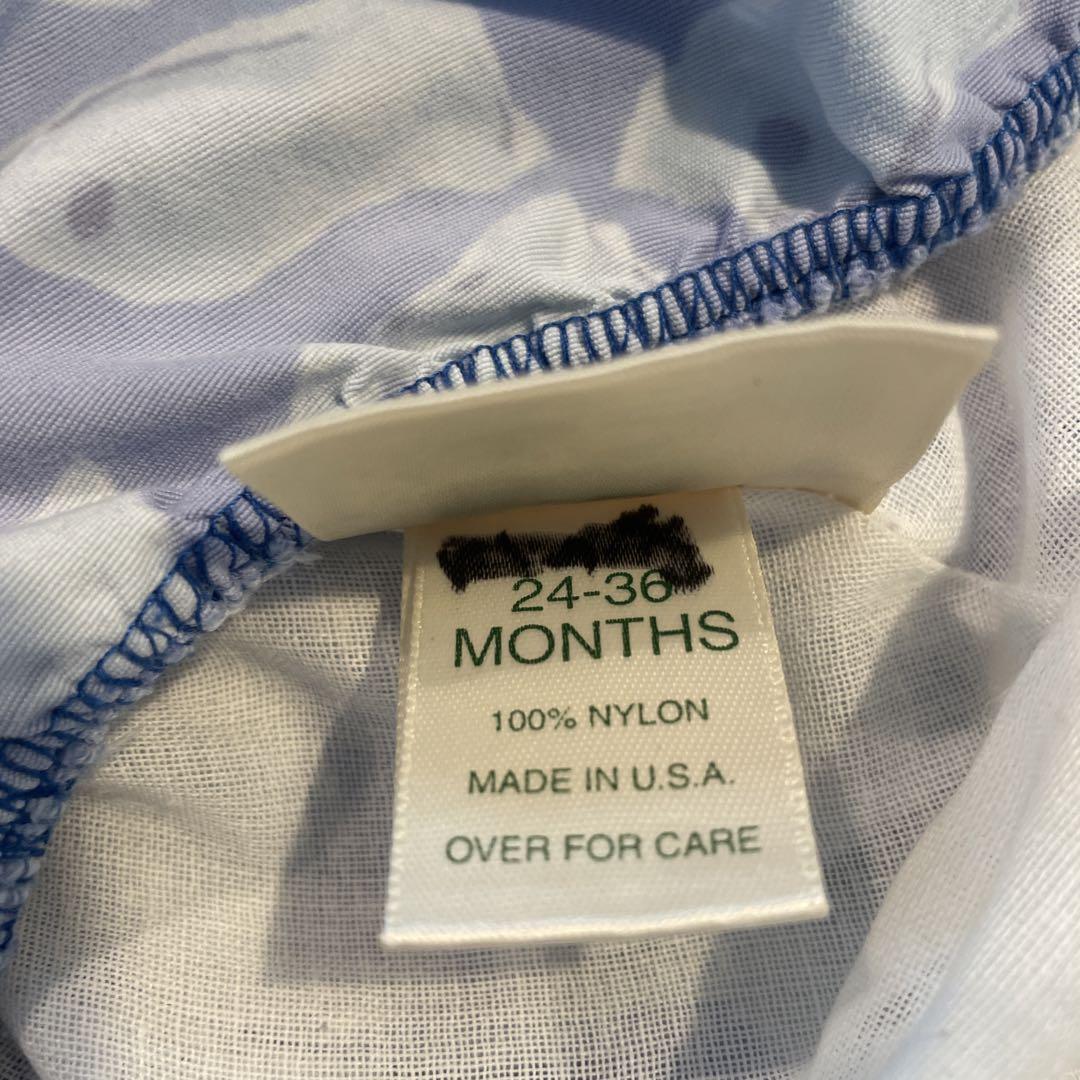 24-36
MONTHS
100% NYLON
MADE IN U.S.A.
OVER FOR CARE